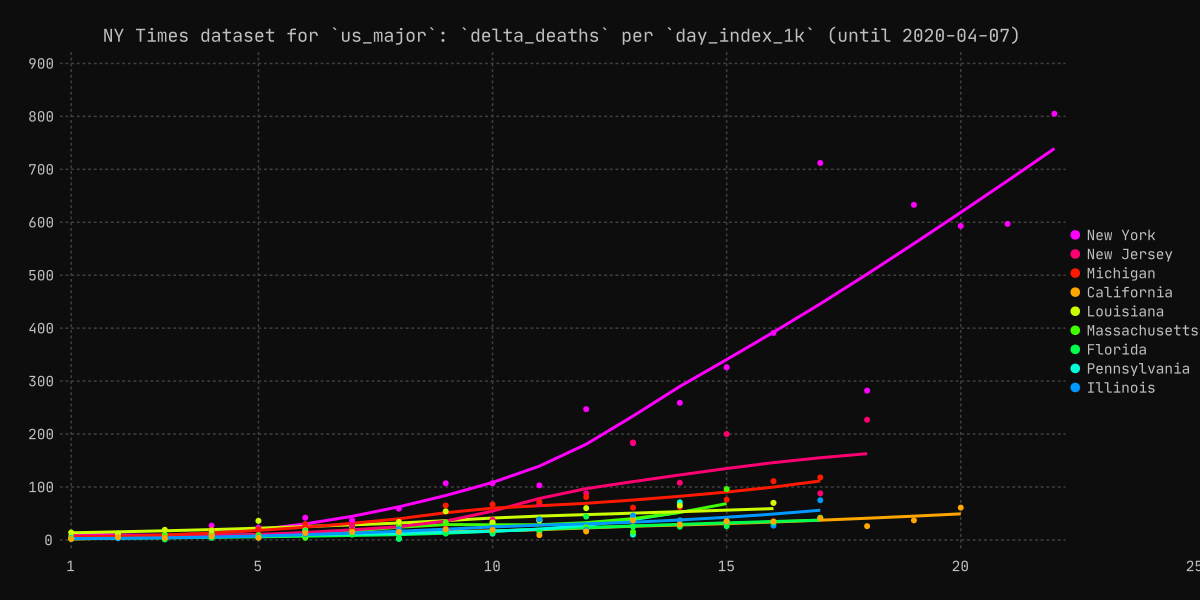 NY Times dataset for `us_major`: `delta_deaths` per `day_index_1k` (until 2020-04-07)
900
800
700
600
500
400
300
200
100
0
1 5 10 15 20 25
New York
New Jersey
Michigan
California
Louisiana
Massachusetts
Florida
Pennsylvania
Illinois